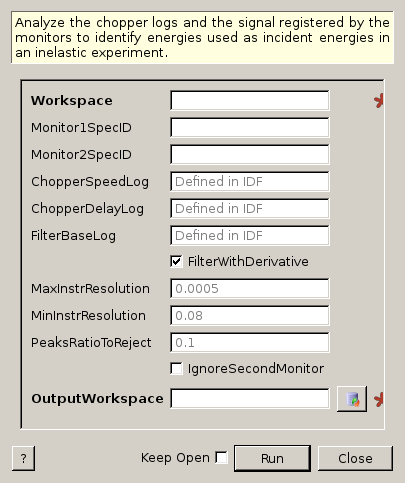 Analyze the chopper logs and the signal registered by the
monitors to identify energies used as incident energies in
an inelastic experiment.
Workspace
Monitor1SpecID
Monitor2SpecID
ChopperSpeedLog Defined in IDF
ChopperDelayLog Defined in IDF
FilterBaseLog Defined in IDF
FilterWithDerivative
MaxInstrResolution 0.0005
MinInstrResolution 0.08
PeaksRatioToReject 0.1
IgnoreSecondMonitor
OutputWorkspace
? Keep Open Run Close